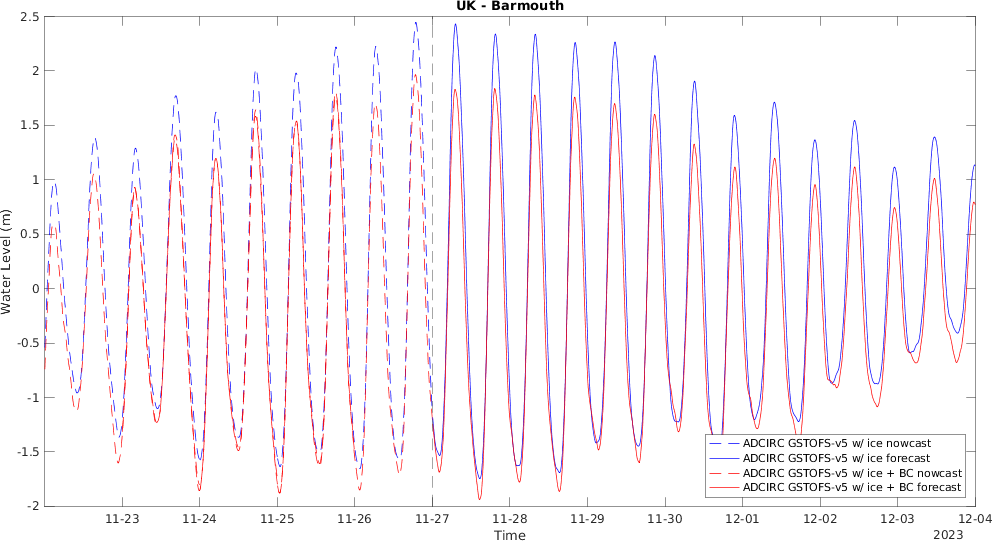 UK - Barmouth
2.5
2
1.5
1
0.5
0
-0.5
-1
-1.5
-2
Water Level (m)
ADCIRC GSTOFS-v5 w/ ice nowcast
ADCIRC GSTOFS-v5 w/ ice forecast
ADCIRC GSTOFS-v5 w/ ice + BC nowcast
ADCIRC GSTOFS-v5 w/ ice + BC forecast
11-23 11-24 11-25 11-26 11-27 11-28 11-29 11-30 12-01 12-02 12-03 12-04
Time
2023